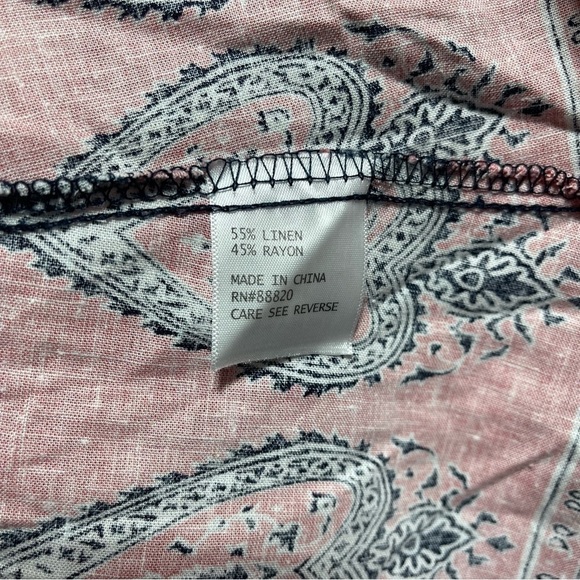 55% LINEN
45% RAYON
MADE IN CHINA
RN#88820
CARE SEE REVERSE